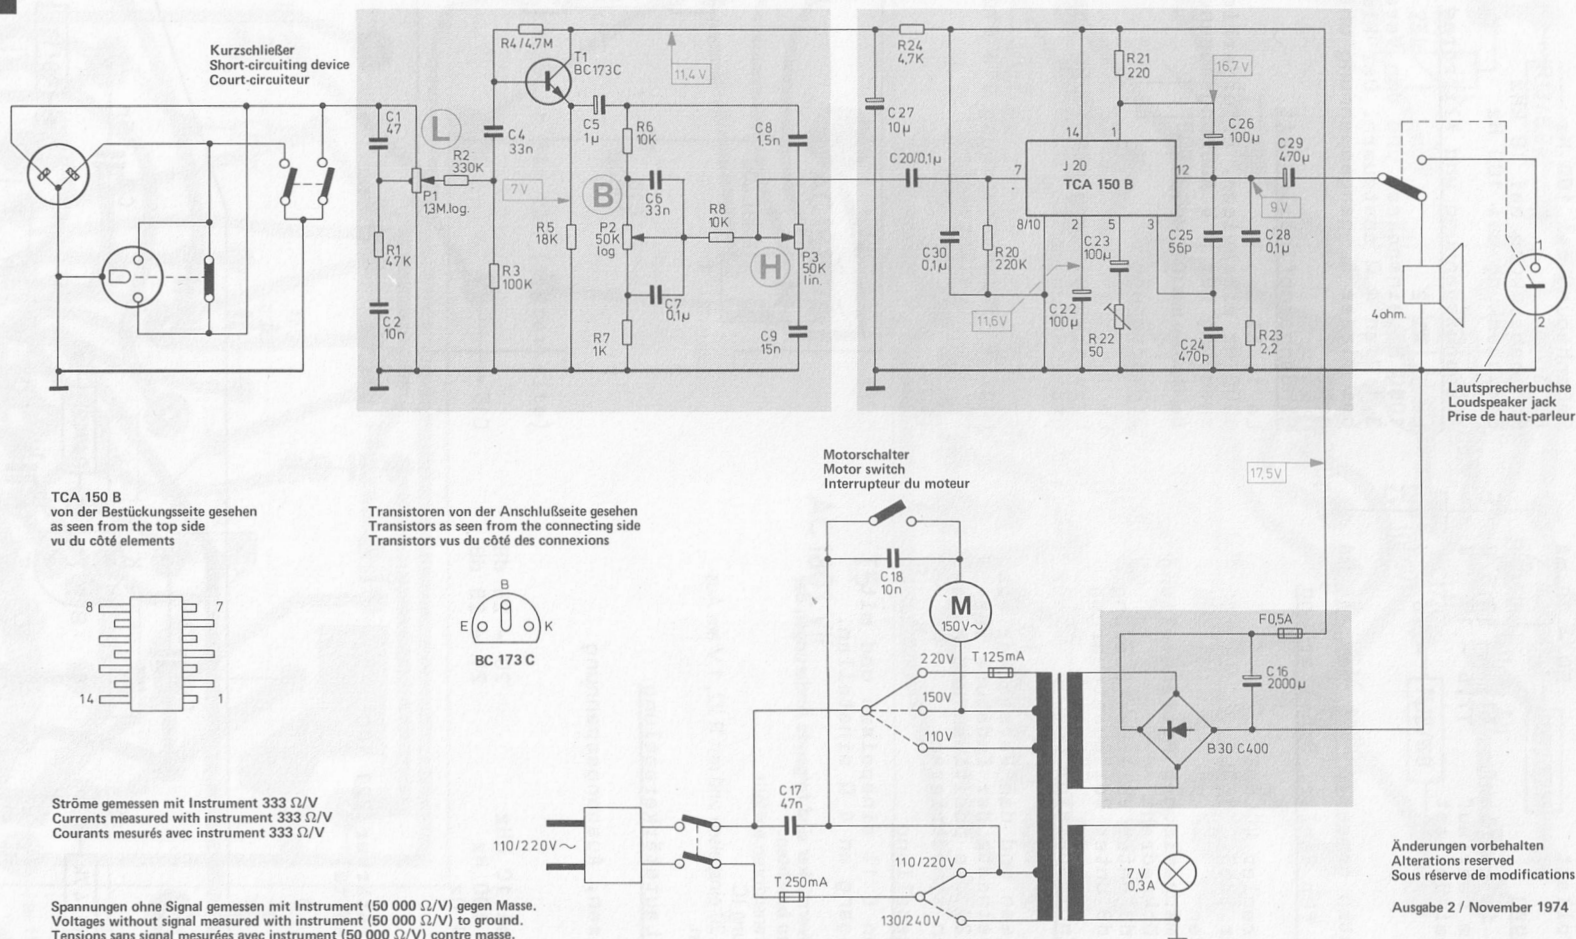 Kurzschließer
Short-circuiting device
Court-circuiteur
R4/4,7M
T1
BC173C
11,4 V
C1
47
L
R2
330K
P1
1,3M.log.
C4
33n
7 V
C5
1µ
R6
10K
C8
1,5n
B
C6
33n
R8
10K
P2
50K
log
R5
18K
H
P3
50K
lin.
R1
47K
R3
100K
C7
0,1µ
C2
10n
R7
1K
C9
15n
R24
4,7K
R21
220
16,7V
C27
10µ
C26
100µ
C29
470µ
14
1
C20/0,1µ
7
J 20
TCA 150 B
12
8/10
2
5
3
9V
C30
0,1µ
R20
220K
C23
100µ
C25
56p
C28
0,1µ
11,6V
C22
100µ
R22
50
C24
470p
R23
2,2
4 ohm.
1
2
Lautsprecherbuchse
Loudspeaker jack
Prise de haut-parleur
17,5V
TCA 150 B
von der Bestückungsseite gesehen
as seen from the top side
vu du côté elements
8
7
14
1
Transistoren von der Anschlußseite gesehen
Transistors as seen from the connecting side
Transistors vus du côté des connexions
B
E
K
BC 173 C
Motorschalter
Motor switch
Interrupteur du moteur
C18
10n
M
150V~
220V
T 125mA
150V
110V
F0,5A
C16
2000µ
B30 C400
C17
47n
110/220V~
T 250mA
110/220V
130/240V
7 V
0,3A
Ströme gemessen mit Instrument 333 Ω/V
Currents measured with instrument 333 Ω/V
Courants mesurés avec instrument 333 Ω/V
Spannungen ohne Signal gemessen mit Instrument (50 000 Ω/V) gegen Masse.
Voltages without signal measured with instrument (50 000 Ω/V) to ground.
Tensions sans signal mesurées avec instrument (50 000 Ω/V) contre masse.
Änderungen vorbehalten
Alterations reserved
Sous réserve de modifications
Ausgabe 2 / November 1974